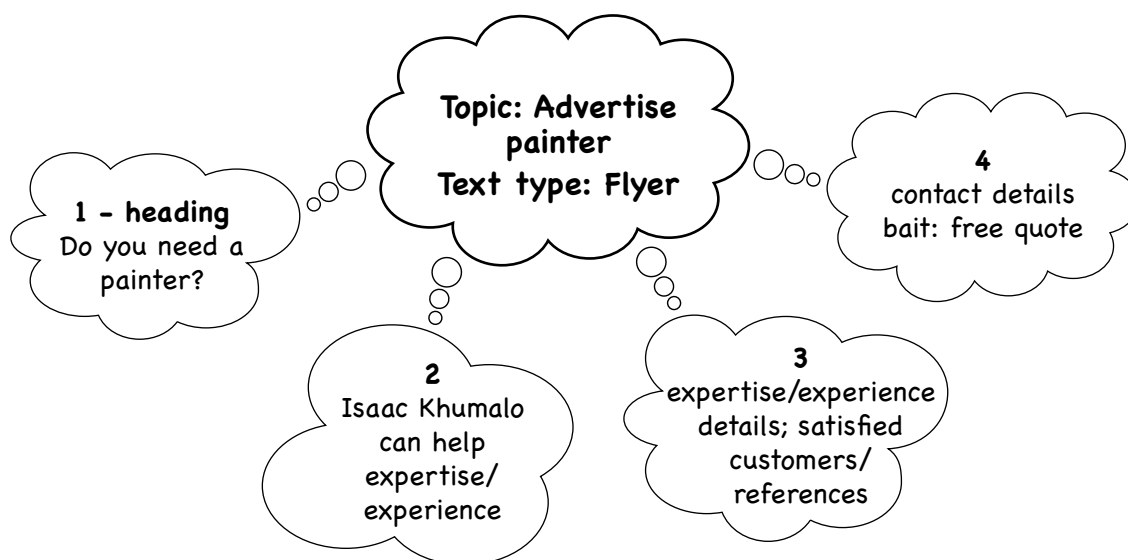 Topic: Advertise
painter
Text type: Flyer
1 – heading
Do you need a
painter?
2
Isaac Khumalo
can help
expertise/
experience
3
expertise/experience
details; satisfied
customers/
references
4
contact details
bait: free quote